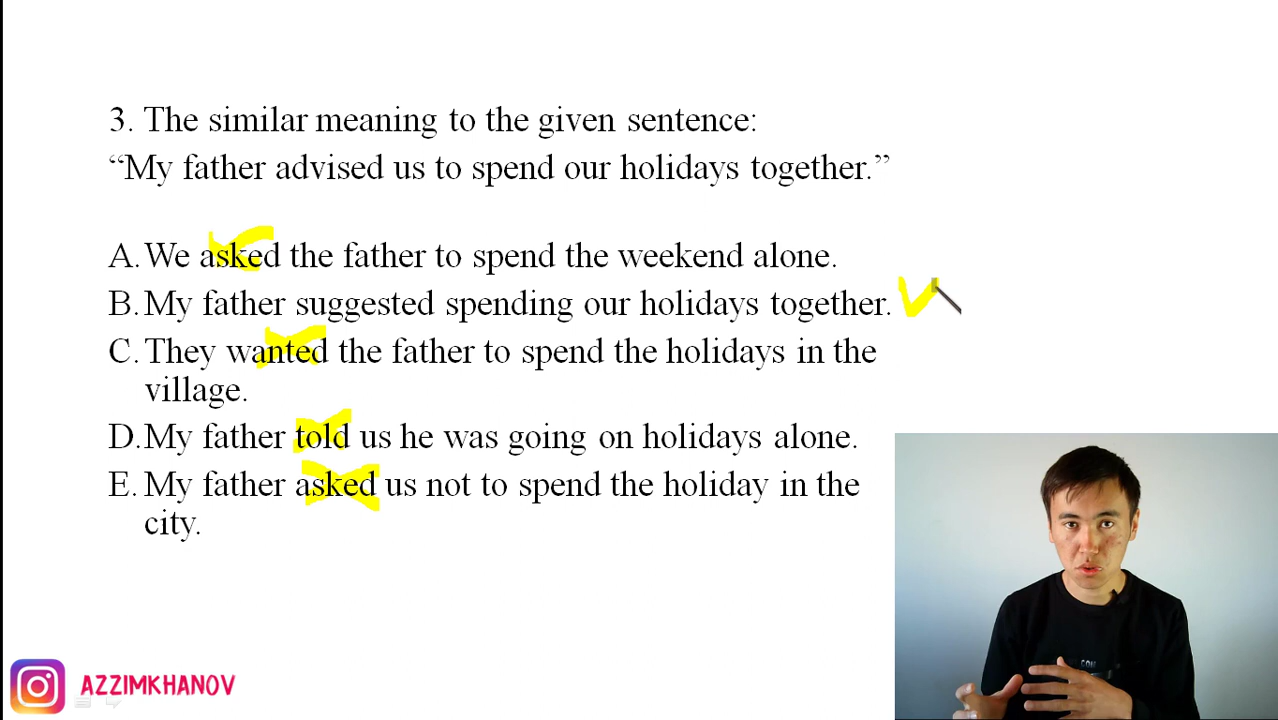 3. The similar meaning to the given sentence:
“My father advised us to spend our holidays together.”
A. We asked the father to spend the weekend alone.
B. My father suggested spending our holidays together.
C. They wanted the father to spend the holidays in the
village.
D. My father told us he was going on holidays alone.
E. My father asked us not to spend the holiday in the
city.
AZZIMKHANOV